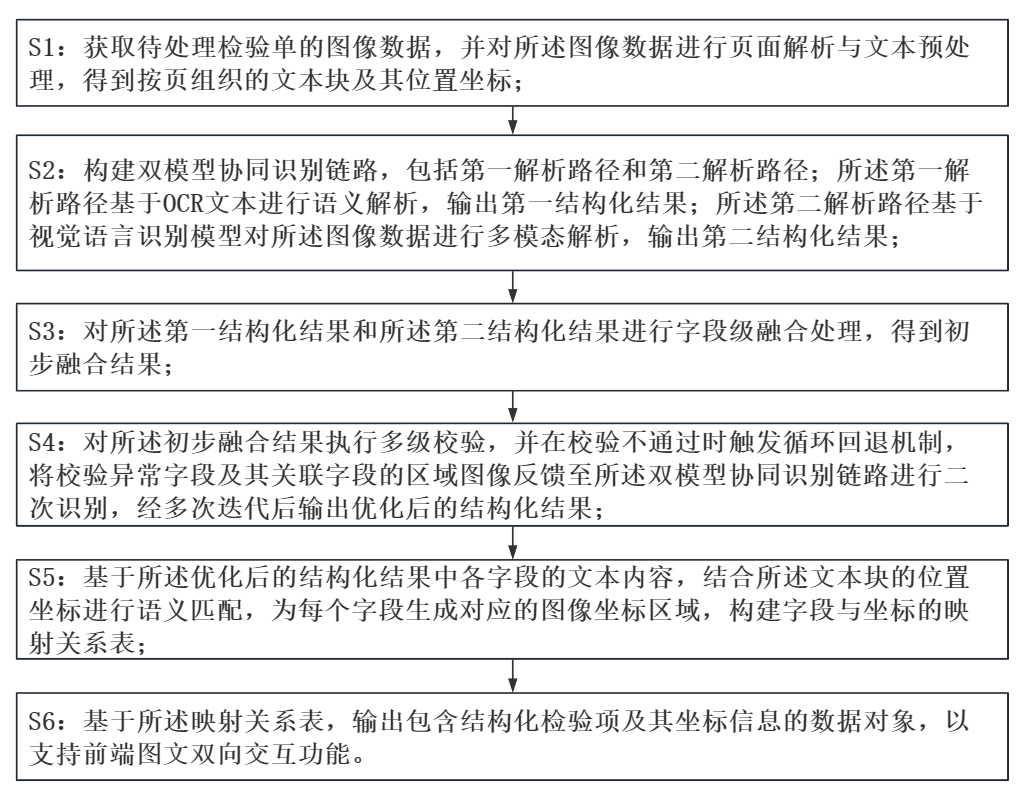 S1：获取待处理检验单的图像数据，并对所述图像数据进行页面解析与文本预处
理，得到按页组织的文本块及其位置坐标；
S2：构建双模型协同识别链路，包括第一解析路径和第二解析路径；所述第一解
析路径基于OCR文本进行语义解析，输出第一结构化结果；所述第二解析路径基于
视觉语言识别模型对所述图像数据进行多模态解析，输出第二结构化结果；
S3：对所述第一结构化结果和所述第二结构化结果进行字段级融合处理，得到初
步融合结果；
S4：对所述初步融合结果执行多级校验，并在校验不通过时触发循环回退机制，
将校验异常字段及其关联字段的区域图像反馈至所述双模型协同识别链路进行二
次识别，经多次迭代后输出优化后的结构化结果；
S5：基于所述优化后的结构化结果中各字段的文本内容，结合所述文本块的位置
坐标进行语义匹配，为每个字段生成对应的图像坐标区域，构建字段与坐标的映
射关系表；
S6：基于所述映射关系表，输出包含结构化检验项及其坐标信息的数据对象，以
支持前端图文双向交互功能。